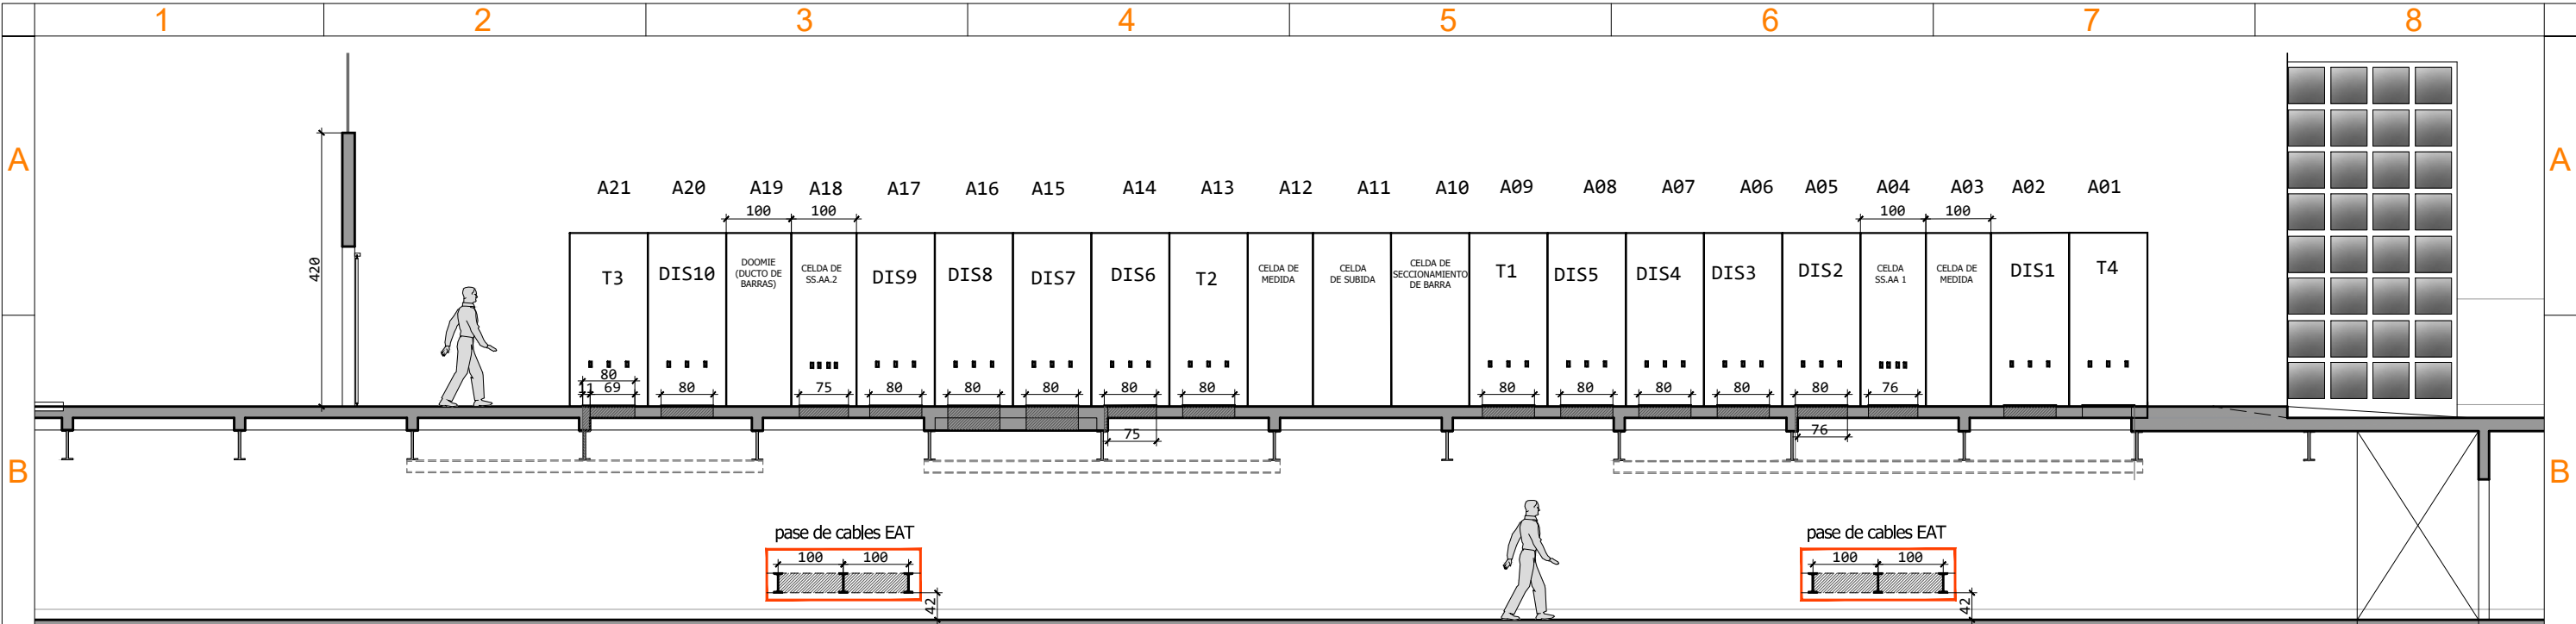 1 2 3 4 5 6 7 8
A A
A21 A20 A19 A18 A17 A16 A15 A14 A13 A12 A11 A10 A09 A08 A07 A06 A05 A04 A03 A02 A01
100 100 100 100
420
T3
DIS10
DOOMIE
(DUCTO DE
BARRAS)
CELDA DE
SS.AA.2
DIS9
DIS8
DIS7
DIS6
T2
CELDA DE
MEDIDA
CELDA
DE SUBIDA
CELDA DE
SECCIONAMIENTO
DE BARRA
T1
DIS5
DIS4
DIS3
DIS2
CELDA
SS.AA 1
CELDA DE
MEDIDA
DIS1
T4
80
11 69 80 75 80 80 80 80 80 80 80 80 80 80 76
75 76
B B
pase de cables EAT
100 100
42
pase de cables EAT
100 100
42